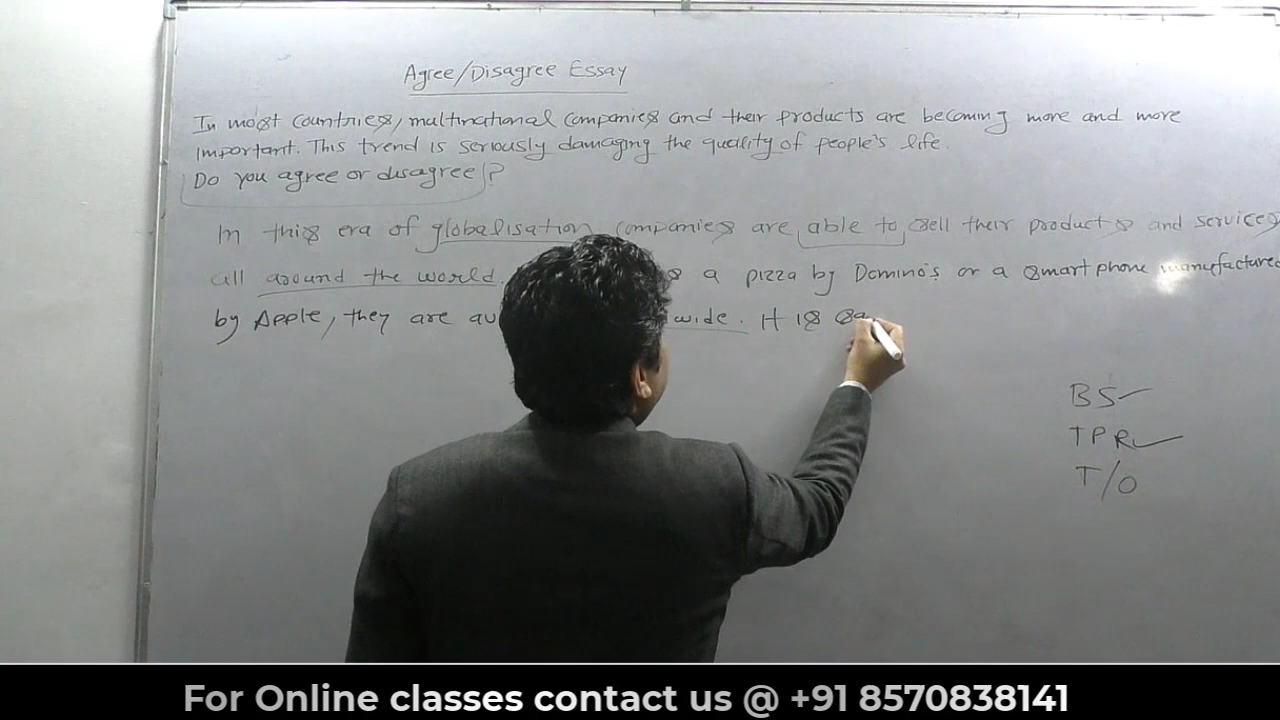 Agree/Disagree Essay
In most countries, multinational companies and their products are becoming more and more
important. This trend is seriously damaging the quality of people's life.
Do you agree or disagree?
In this era of globalisation companies are able to sell their products and services
all around the world. a pizza by Domino's or a smart phone manufactured
by Apple, they are wide. It is
BS
TPR
T/O
For Online classes contact us @ +91 8570838141